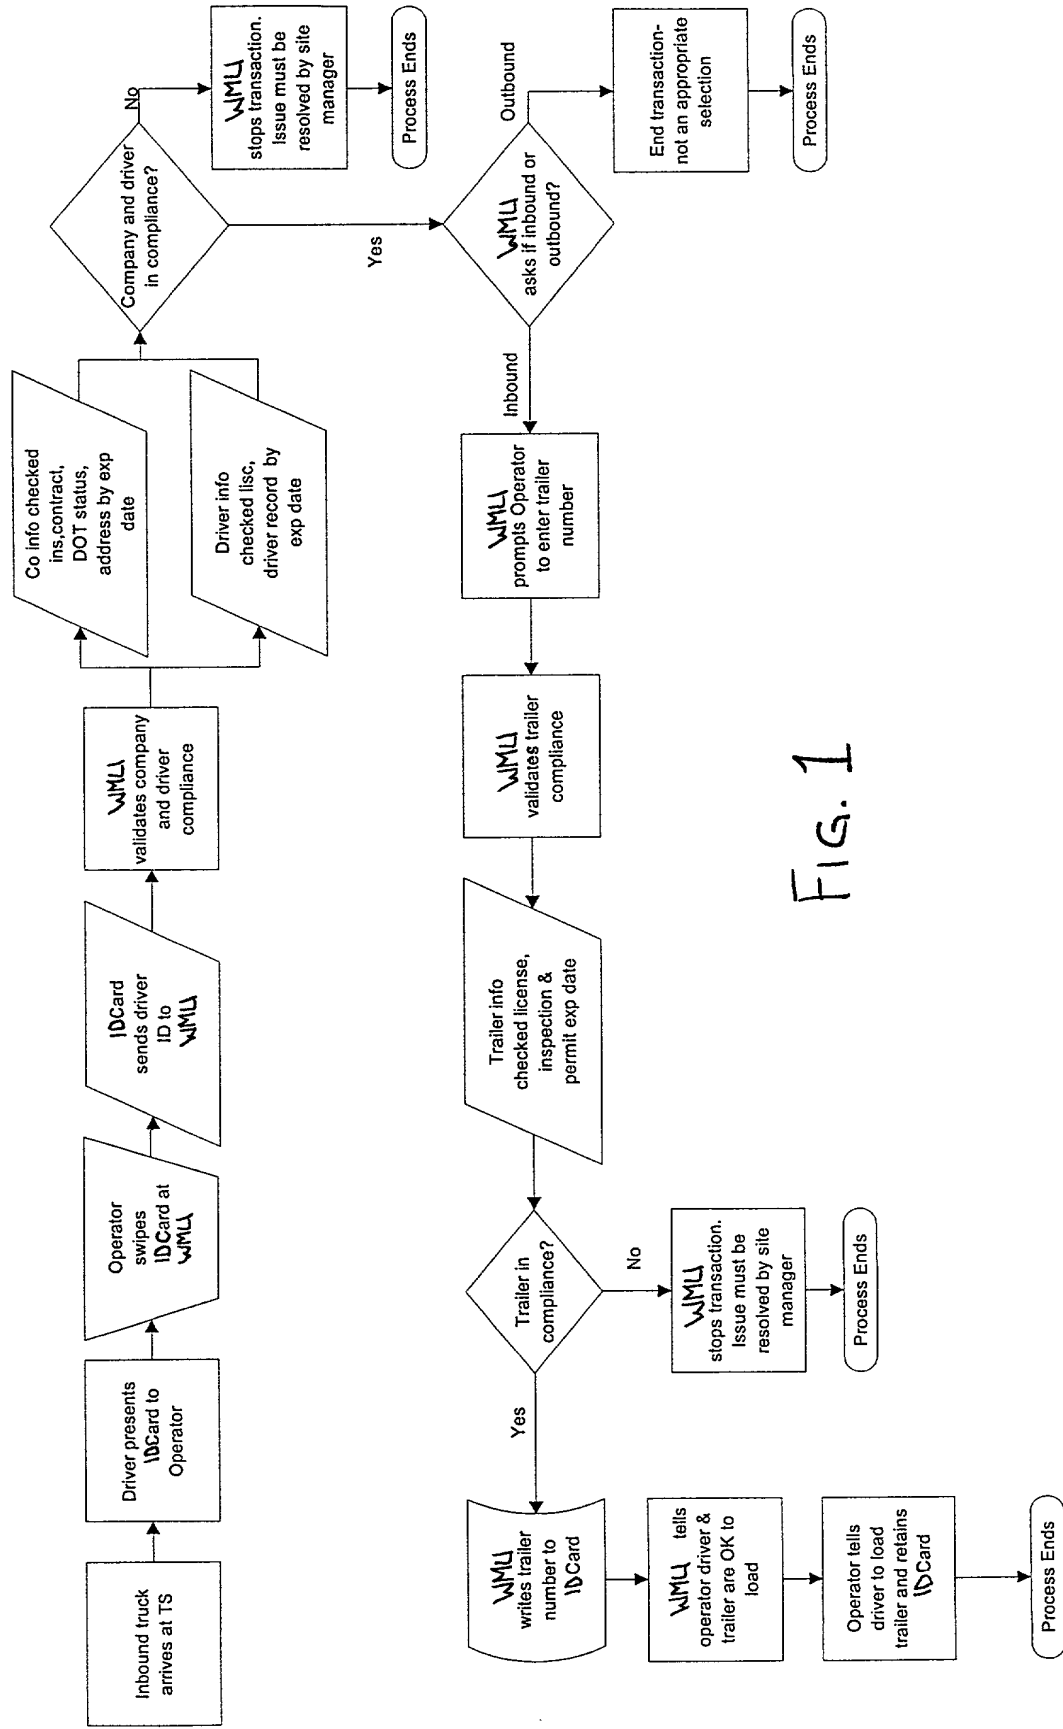 Inbound truck
arrives at TS
Driver presents
IDCard to
Operator
Operator
swipes
IDCard at
WMU
IDCard
sends driver
ID to
WMU
WMU
validates company
and driver
compliance
Co info checked
ins,contract,
DOT status,
address by exp
date
Driver info
checked lisc,
driver record by
exp date
Company and driver
in compliance?
No
WMU
stops transaction.
Issue must be
resolved by site
manager
Process Ends
Yes
WMU
asks if inbound or
outbound?
Outbound
End transaction-
not an appropriate
selection
Process Ends
Inbound
WMU
prompts Operator
to enter trailer
number
WMU
validates trailer
compliance
Trailer info
checked license,
inspection &
permit exp date
Trailer in
compliance?
No
WMU
stops transaction.
Issue must be
resolved by site
manager
Process Ends
Yes
WMU
writes trailer
number to
IDCard
WMU tells
operator driver &
trailer are OK to
load
Operator tells
driver to load
trailer and retains
IDCard
Process Ends
FIG. 1